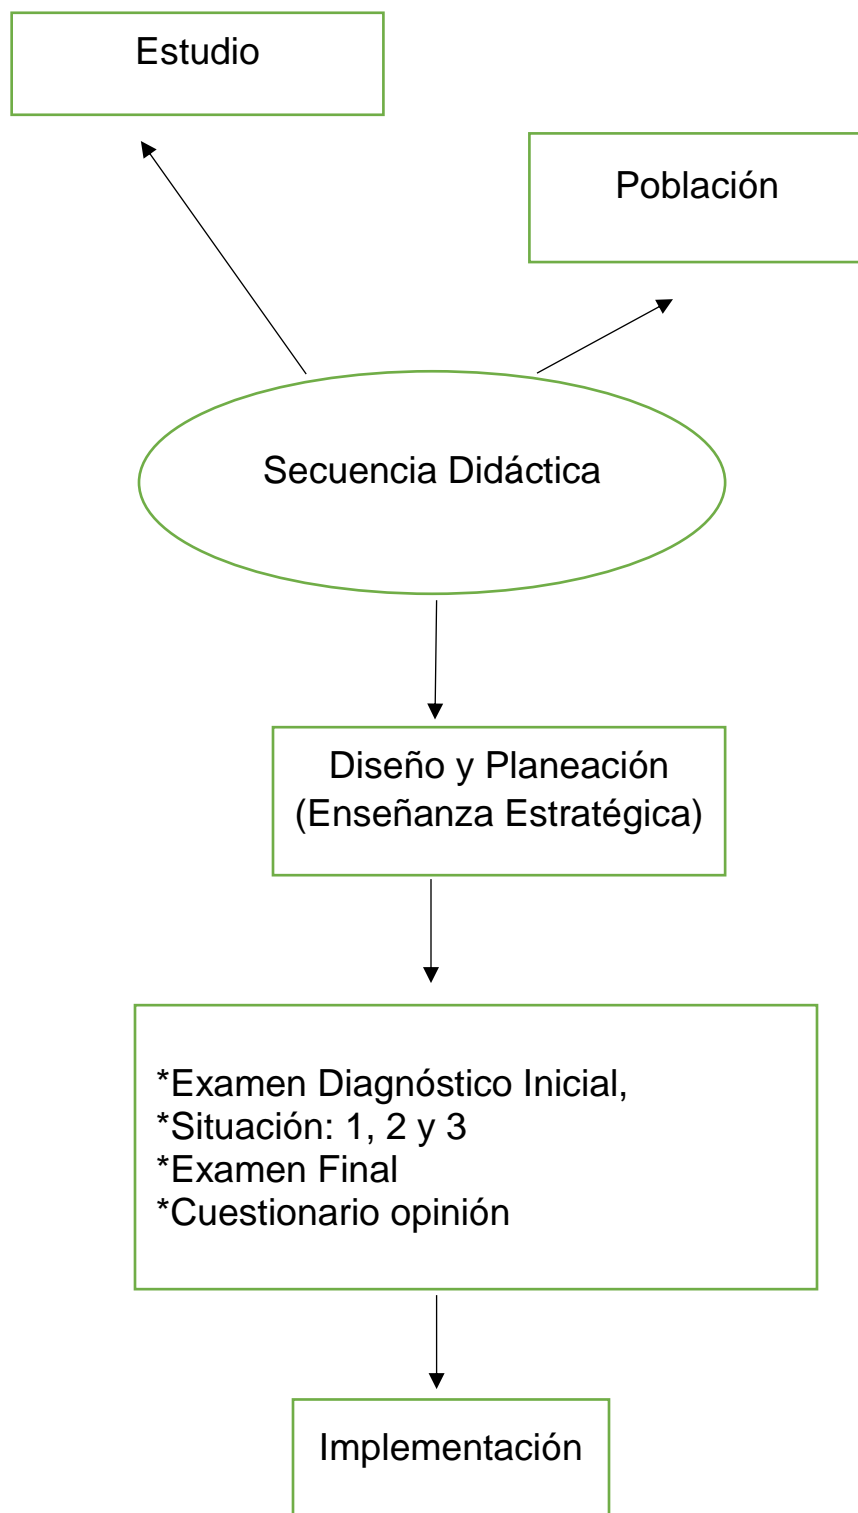 Estudio
Población
Secuencia Didáctica
Diseño y Planeación
(Enseñanza Estratégica)
*Examen Diagnóstico Inicial,
*Situación: 1, 2 y 3
*Examen Final
*Cuestionario opinión
Implementación